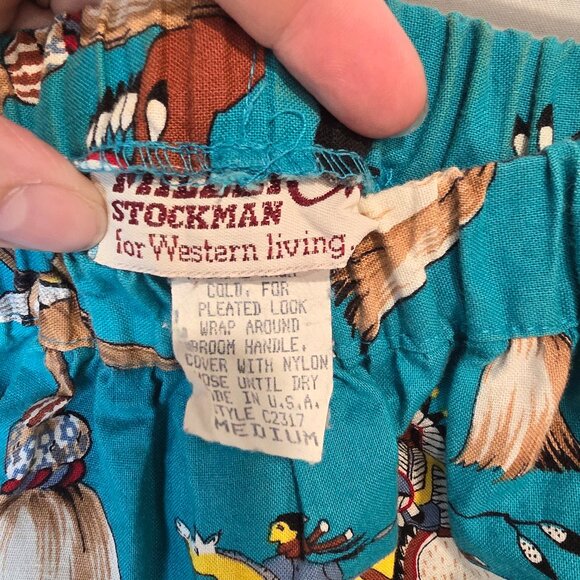 STOCKMAN
for Western living.
COLD, FOR
PLEATED LOOK
WRAP AROUND
BROOM HANDLE,
COVER WITH NYLON
HOSE UNTIL DRY
MADE IN U.S.A.
STYLE C2317
MEDIUM